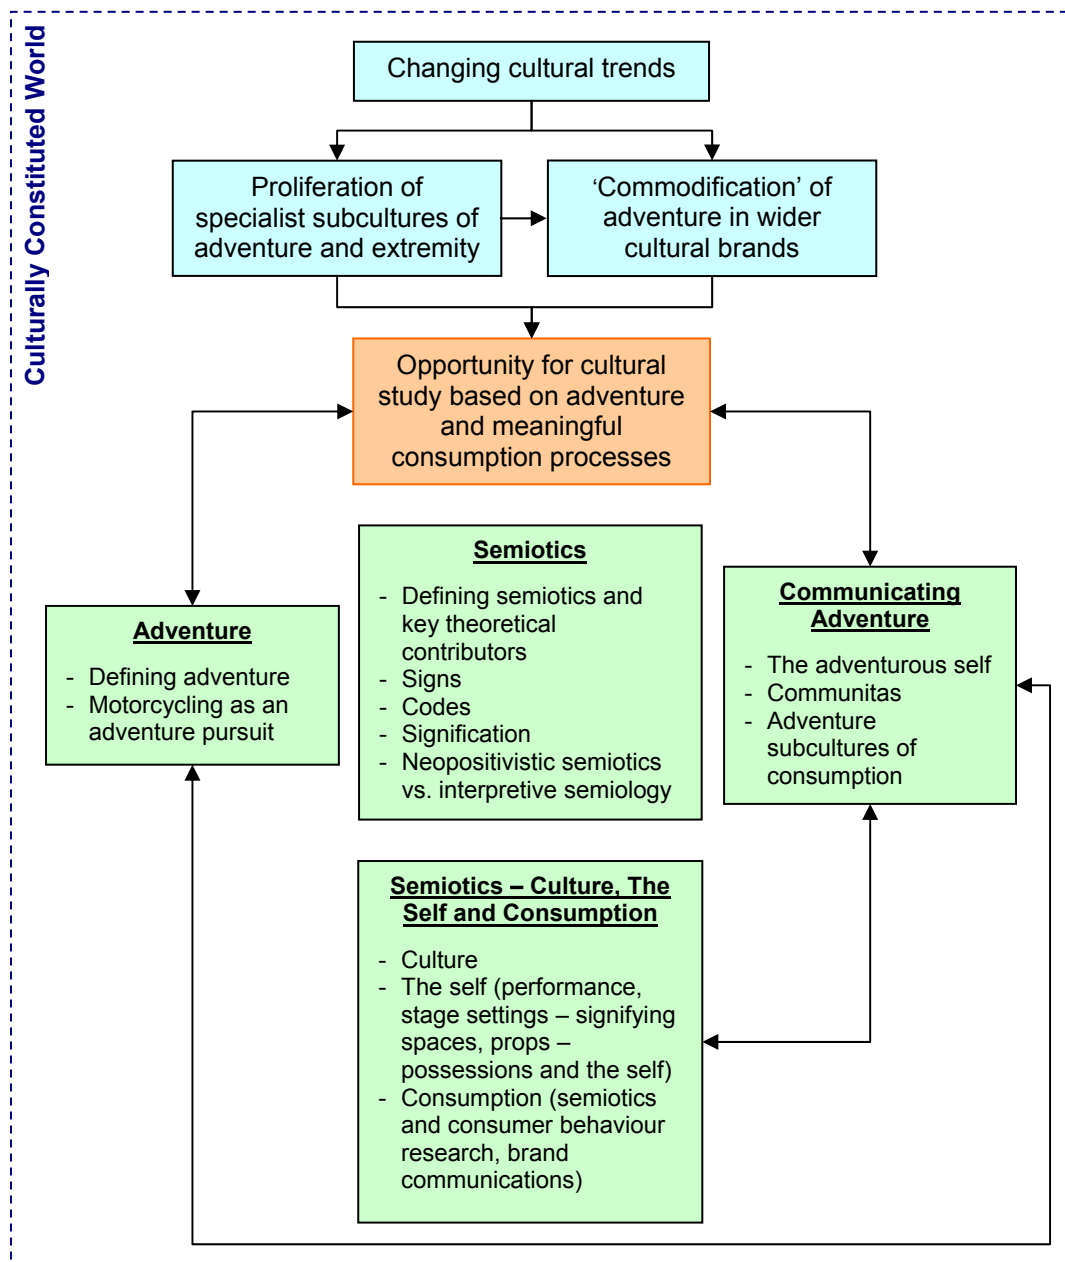 Culturally Constituted World
Changing cultural trends
Proliferation of
specialist subcultures of
adventure and extremity
‘Commodification’ of
adventure in wider
cultural brands
Opportunity for cultural
study based on adventure
and meaningful
consumption processes
Adventure
- Defining adventure
- Motorcycling as an
adventure pursuit
Semiotics
- Defining semiotics and
key theoretical
contributors
- Signs
- Codes
- Signification
- Neopositivistic semiotics
vs. interpretive semiology
Communicating
Adventure
- The adventurous self
- Communitas
- Adventure
subcultures of
consumption
Semiotics – Culture, The
Self and Consumption
- Culture
- The self (performance,
stage settings – signifying
spaces, props –
possessions and the self)
- Consumption (semiotics
and consumer behaviour
research, brand
communications)